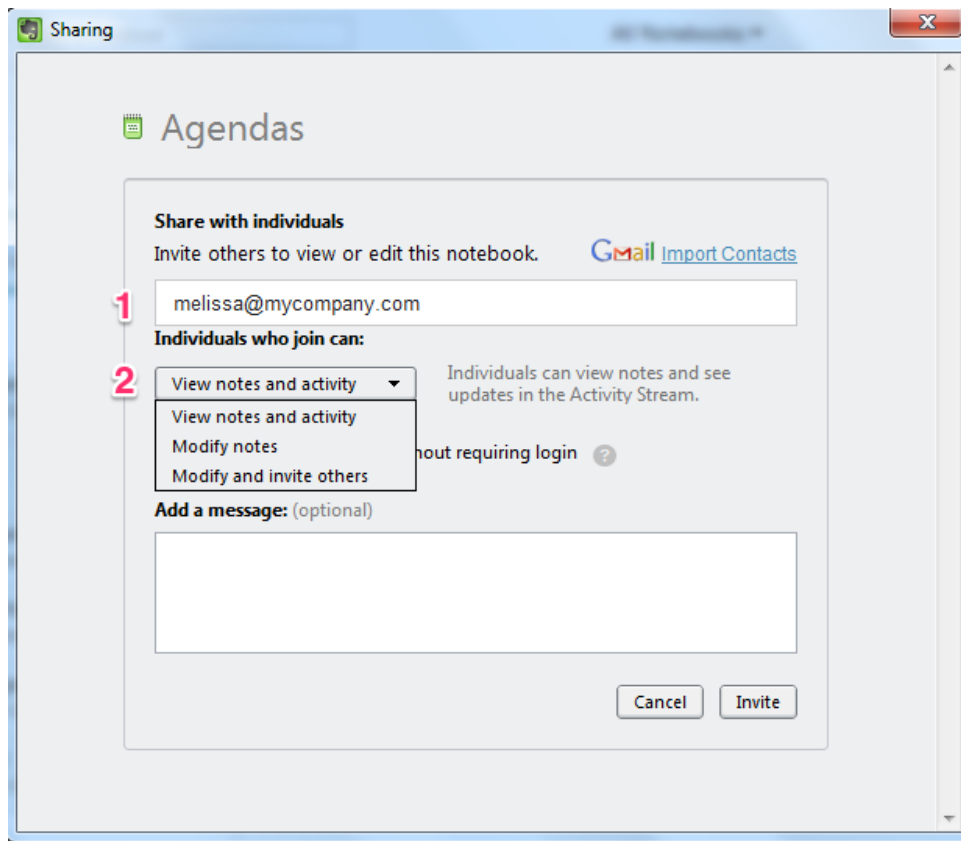 Sharing
Agendas
Share with individuals
Invite others to view or edit this notebook. Gmail Import Contacts
1 melissa@mycompany.com
Individuals who join can:
2 View notes and activity Individuals can view notes and see
updates in the Activity Stream.
View notes and activity
Modify notes
requiring login ?
Modify and invite others
Add a message: (optional)
Cancel Invite